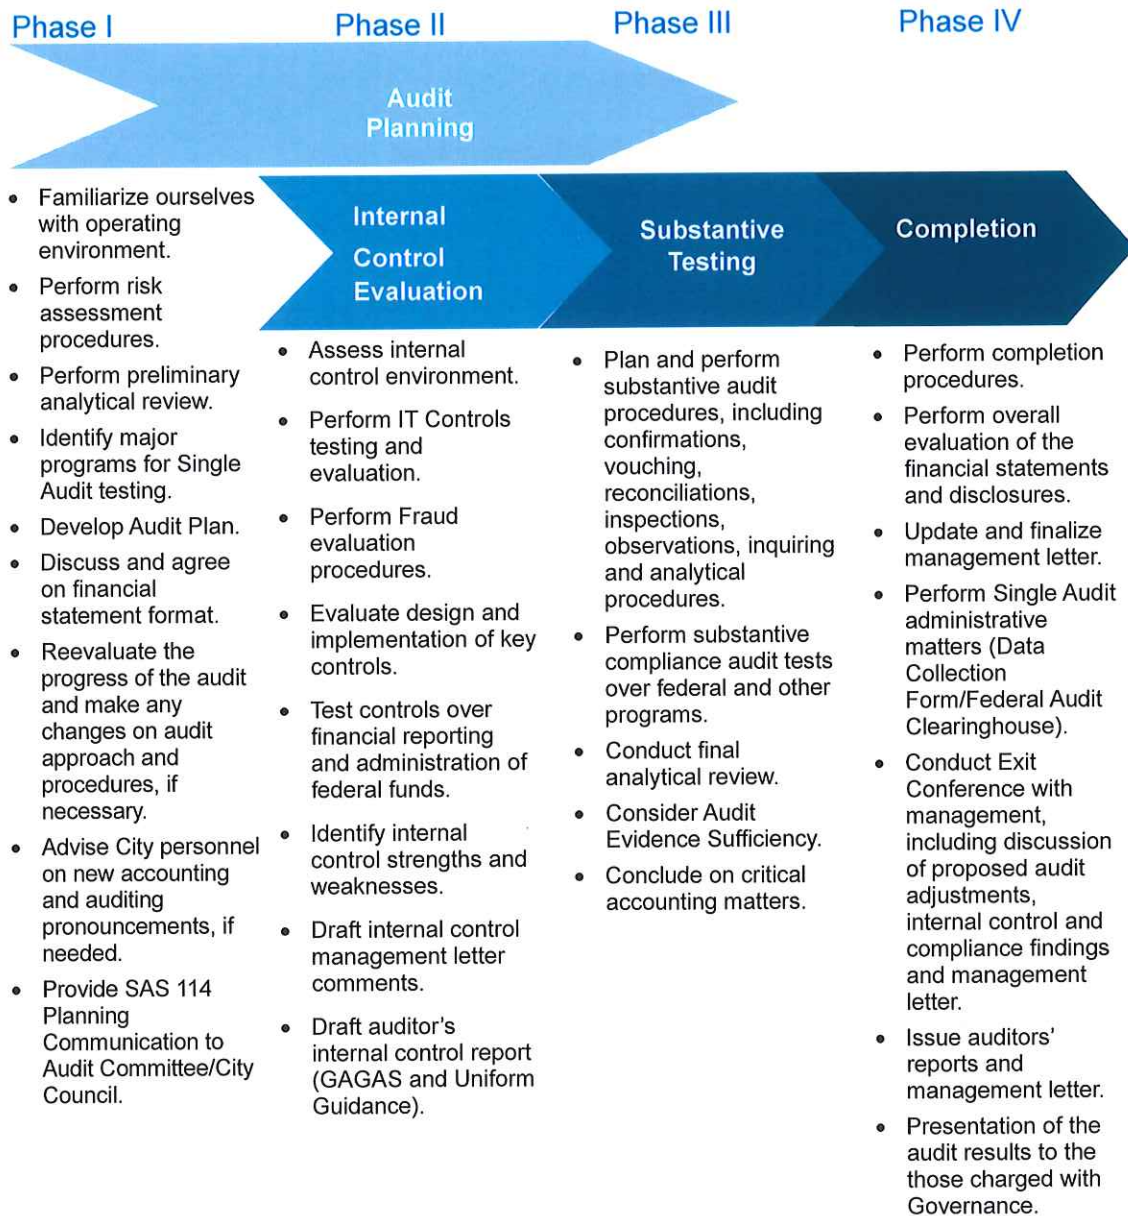 Phase I
Phase II
Phase III
Phase IV
Audit
Planning
• Familiarize ourselves
with operating
environment.
• Perform risk
assessment
procedures.
• Perform preliminary
analytical review.
• Identify major
programs for Single
Audit testing.
• Develop Audit Plan.
• Discuss and agree
on financial
statement format.
• Reevaluate the
progress of the audit
and make any
changes on audit
approach and
procedures, if
necessary.
• Advise City personnel
on new accounting
and auditing
pronouncements, if
needed.
• Provide SAS 114
Planning
Communication to
Audit Committee/City
Council.
Internal
Control
Evaluation
• Assess internal
control environment.
• Perform IT Controls
testing and
evaluation.
• Perform Fraud
evaluation
procedures.
• Evaluate design and
implementation of key
controls.
• Test controls over
financial reporting
and administration of
federal funds.
• Identify internal
control strengths and
weaknesses.
• Draft internal control
management letter
comments.
• Draft auditor's
internal control report
(GAGAS and Uniform
Guidance).
Substantive
Testing
• Plan and perform
substantive audit
procedures, including
confirmations,
vouching,
reconciliations,
inspections,
observations, inquiring
and analytical
procedures.
• Perform substantive
compliance audit tests
over federal and other
programs.
• Conduct final
analytical review.
• Consider Audit
Evidence Sufficiency.
• Conclude on critical
accounting matters.
Completion
• Perform completion
procedures.
• Perform overall
evaluation of the
financial statements
and disclosures.
• Update and finalize
management letter.
• Perform Single Audit
administrative
matters (Data
Collection
Form/Federal Audit
Clearinghouse).
• Conduct Exit
Conference with
management,
including discussion
of proposed audit
adjustments,
internal control and
compliance findings
and management
letter.
• Issue auditors'
reports and
management letter.
• Presentation of the
audit results to the
those charged with
Governance.